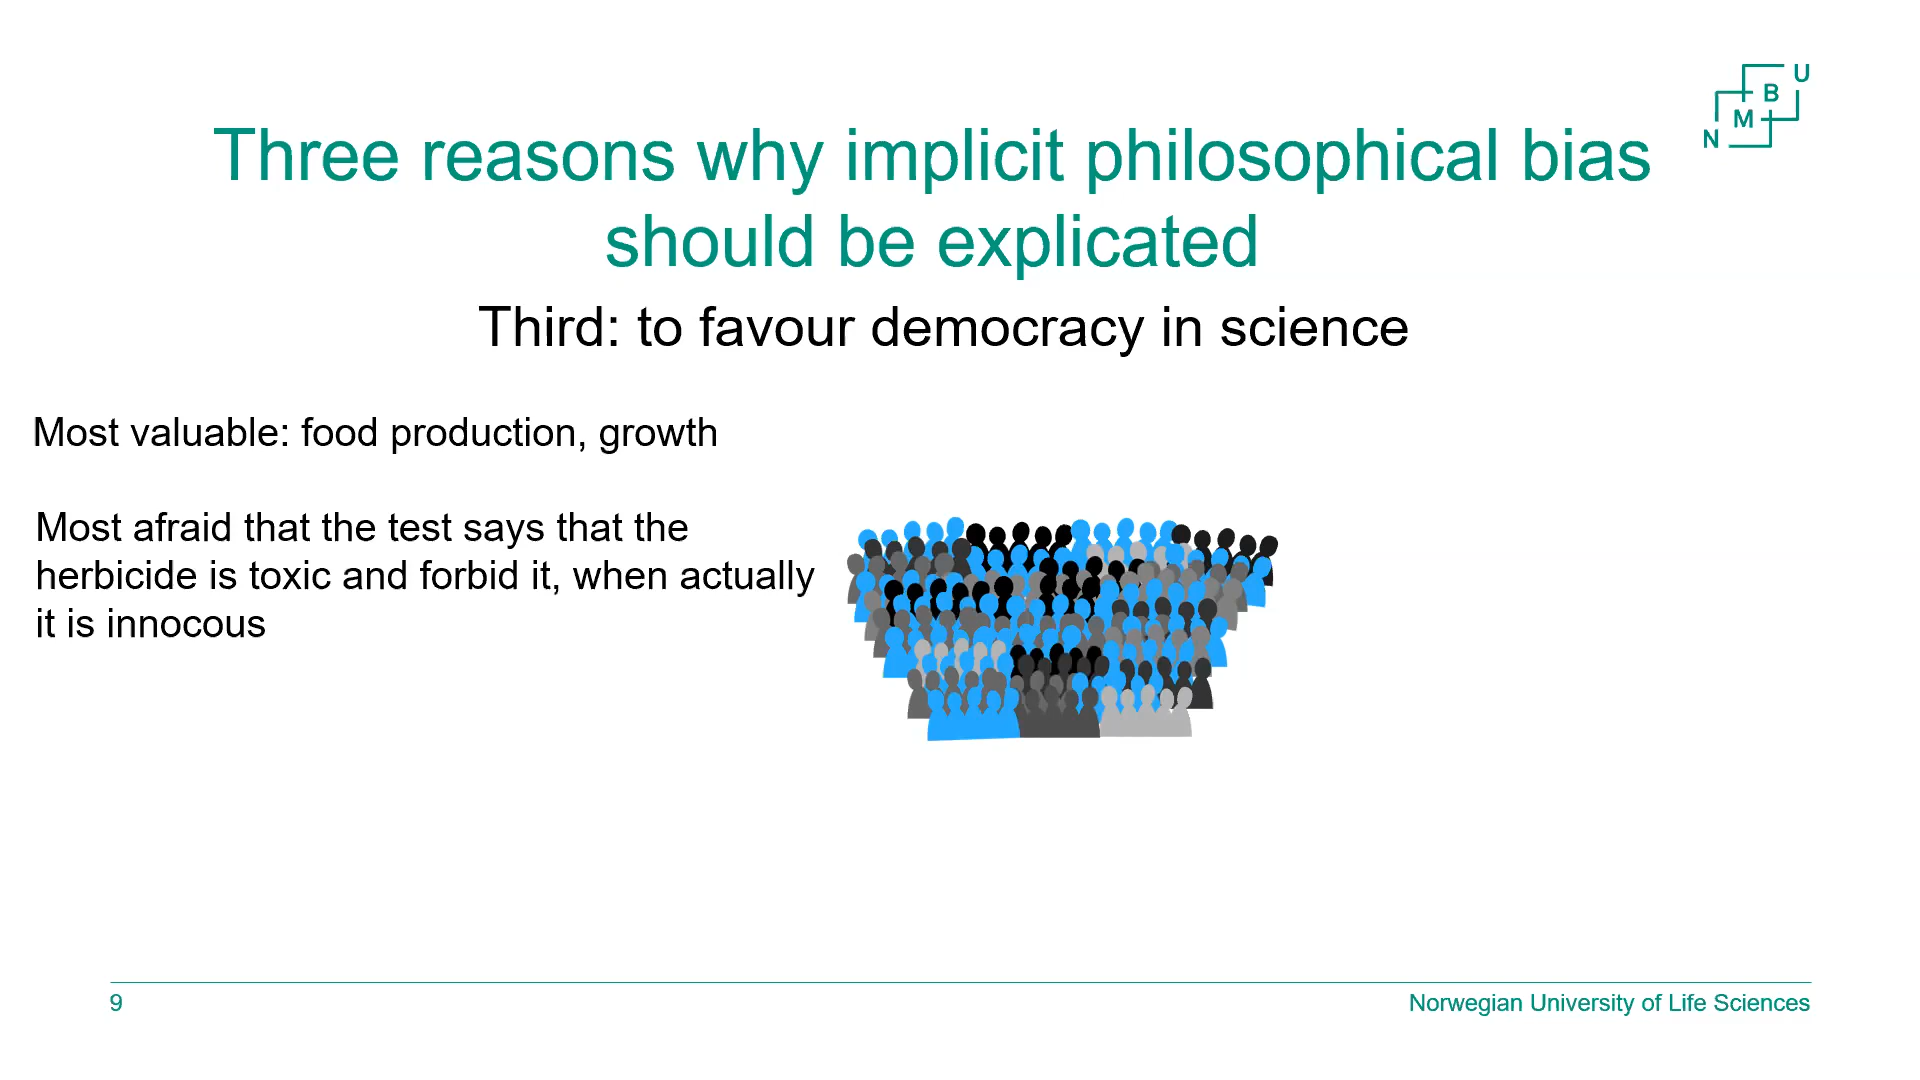 U
B
M
N
Three reasons why implicit philosophical bias
should be explicated
Third: to favour democracy in science
Most valuable: food production, growth
Most afraid that the test says that the
herbicide is toxic and forbid it, when actually
it is innocous
9
Norwegian University of Life Sciences